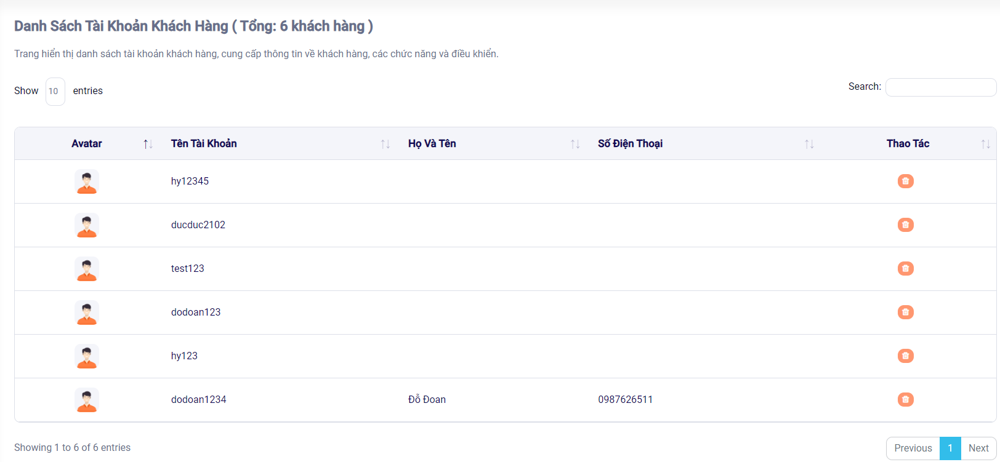 Danh Sách Tài Khoản Khách Hàng ( Tổng: 6 khách hàng )
Trang hiển thị danh sách tài khoản khách hàng, cung cấp thông tin về khách hàng, các chức năng và điều khiển.
Show 10 entries Search:
Avatar Tên Tài Khoản Họ Và Tên Số Điện Thoại Thao Tác
hy12345
ducduc2102
test123
dodoan123
hy123
dodoan1234 Đỗ Đoan 0987626511
Showing 1 to 6 of 6 entries Previous 1 Next